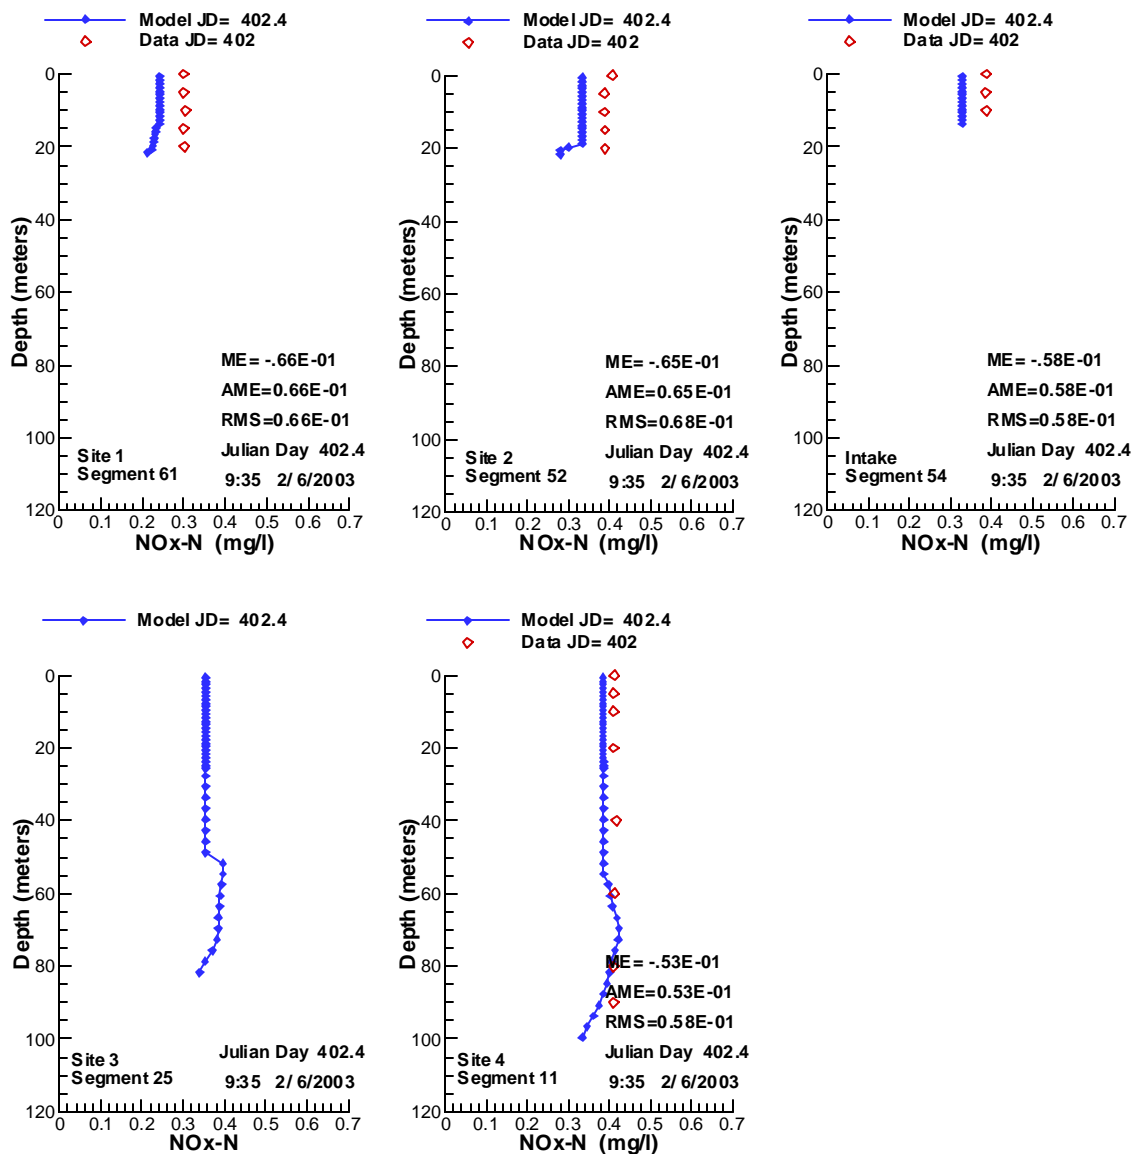 Model JD= 402.4
Data JD= 402
0
20
40
60
80
100
120
Depth (meters)
ME= -.66E-01
AME=0.66E-01
RMS=0.66E-01
Julian Day 402.4
9:35 2/ 6/2003
Site 1
Segment 61
0 0.1 0.2 0.3 0.4 0.5 0.6 0.7
NOx-N (mg/l)
Model JD= 402.4
Data JD= 402
0
20
40
60
80
100
120
Depth (meters)
ME= -.65E-01
AME=0.65E-01
RMS=0.68E-01
Julian Day 402.4
9:35 2/ 6/2003
Site 2
Segment 52
0 0.1 0.2 0.3 0.4 0.5 0.6 0.7
NOx-N (mg/l)
Model JD= 402.4
Data JD= 402
0
20
40
60
80
100
120
Depth (meters)
ME= -.58E-01
AME=0.58E-01
RMS=0.58E-01
Julian Day 402.4
9:35 2/ 6/2003
Intake
Segment 54
0 0.1 0.2 0.3 0.4 0.5 0.6 0.7
NOx-N (mg/l)
Model JD= 402.4
0
20
40
60
80
100
120
Depth (meters)
Julian Day 402.4
9:35 2/ 6/2003
Site 3
Segment 25
0 0.1 0.2 0.3 0.4 0.5 0.6 0.7
NOx-N
Model JD= 402.4
Data JD= 402
0
20
40
60
80
100
120
Depth (meters)
ME= -.53E-01
AME=0.53E-01
RMS=0.58E-01
Julian Day 402.4
9:35 2/ 6/2003
Site 4
Segment 11
0 0.1 0.2 0.3 0.4 0.5 0.6 0.7
NOx-N (mg/l)